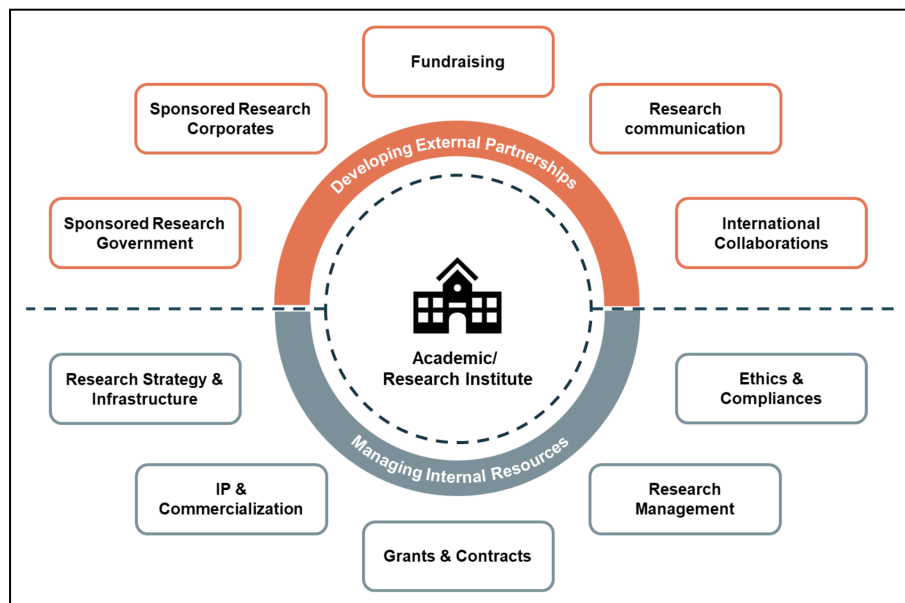 Fundraising
Sponsored Research
Corporates
Research
communication
Developing External Partnerships
Sponsored Research
Government
International
Collaborations
Academic/
Research Institute
Research Strategy &
Infrastructure
Ethics &
Compliances
Managing Internal Resources
IP &
Commercialization
Research
Management
Grants & Contracts